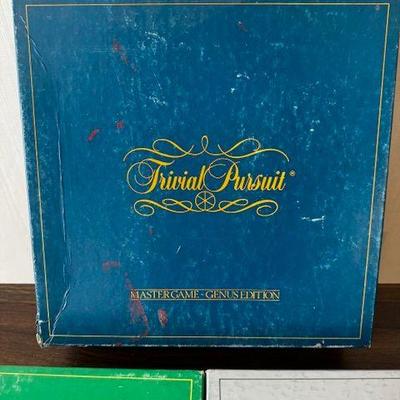 Trivial Pursuit®
MASTER GAME - GENUS EDITION